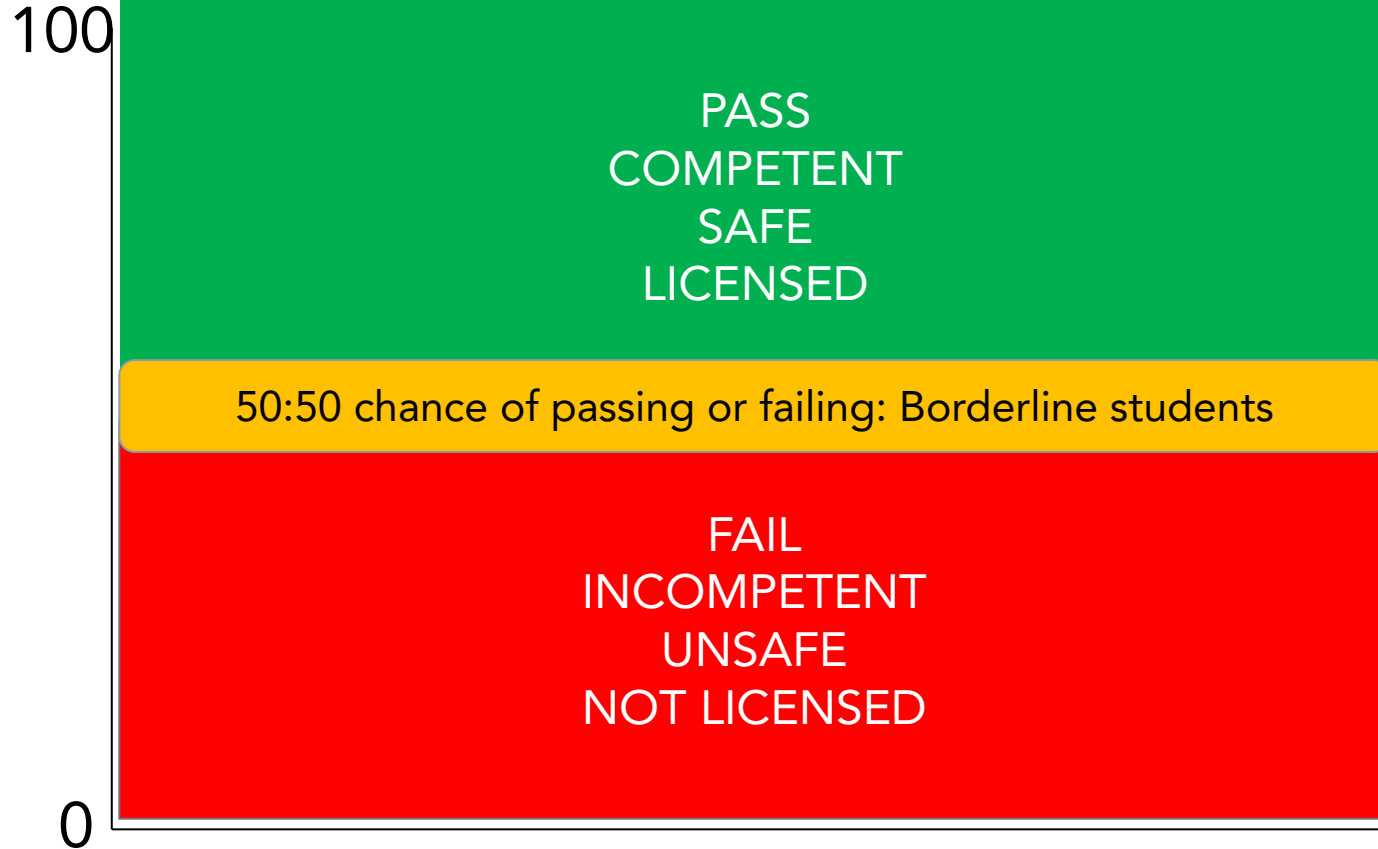 100
PASS
COMPETENT
SAFE
LICENSED
50:50 chance of passing or failing: Borderline students
FAIL
INCOMPETENT
UNSAFE
NOT LICENSED
0